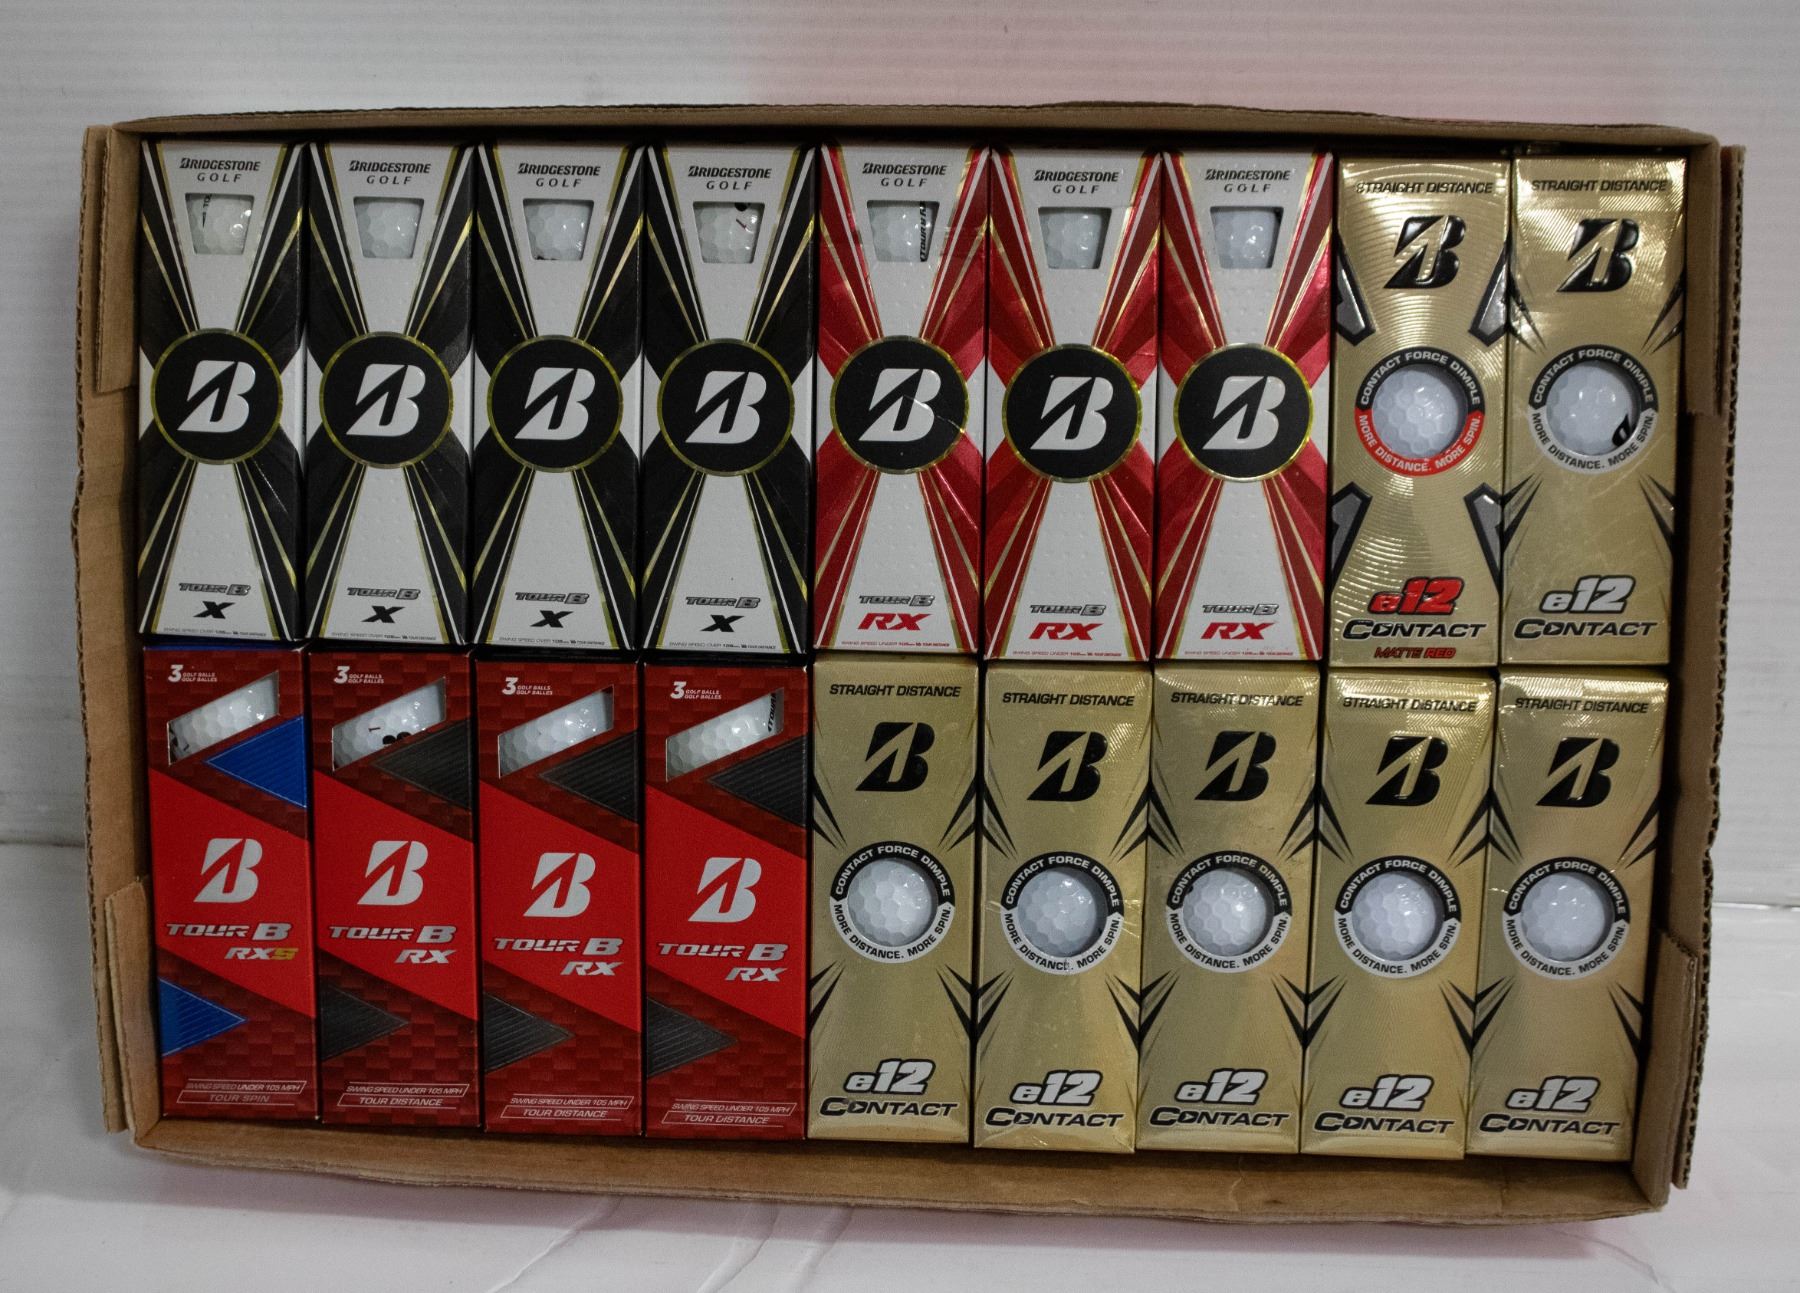 BRIDGESTONE
GOLF
TOUR B
X
BRIDGESTONE
GOLF
TOUR B
X
BRIDGESTONE
GOLF
TOUR B
X
BRIDGESTONE
GOLF
TOUR B
X
BRIDGESTONE
GOLF
TOUR B
RX
BRIDGESTONE
GOLF
TOUR B
RX
BRIDGESTONE
GOLF
TOUR B
RX
STRAIGHT DISTANCE
B
CONTACT FORCE DIMPLE
MORE DISTANCE. MORE SPIN.
e12
CONTACT
MATTE RED
STRAIGHT DISTANCE
B
CONTACT FORCE DIMPLE
MORE DISTANCE. MORE SPIN.
e12
CONTACT
3 GOLF BALLS
GOLF BALLES
B
TOUR B
RXS
SWING SPEED UNDER 105 MPH
TOUR SPIN
3 GOLF BALLS
GOLF BALLES
B
TOUR B
RX
SWING SPEED UNDER 105 MPH
TOUR DISTANCE
3 GOLF BALLS
GOLF BALLES
B
TOUR B
RX
SWING SPEED UNDER 105 MPH
TOUR DISTANCE
3 GOLF BALLS
GOLF BALLES
B
TOUR B
RX
SWING SPEED UNDER 105 MPH
TOUR DISTANCE
STRAIGHT DISTANCE
B
CONTACT FORCE DIMPLE
MORE DISTANCE. MORE SPIN.
e12
CONTACT
STRAIGHT DISTANCE
B
CONTACT FORCE DIMPLE
MORE DISTANCE. MORE SPIN.
e12
CONTACT
STRAIGHT DISTANCE
B
CONTACT FORCE DIMPLE
MORE DISTANCE. MORE SPIN.
e12
CONTACT
STRAIGHT DISTANCE
B
CONTACT FORCE DIMPLE
MORE DISTANCE. MORE SPIN.
e12
CONTACT
STRAIGHT DISTANCE
B
CONTACT FORCE DIMPLE
MORE DISTANCE. MORE SPIN.
e12
CONTACT